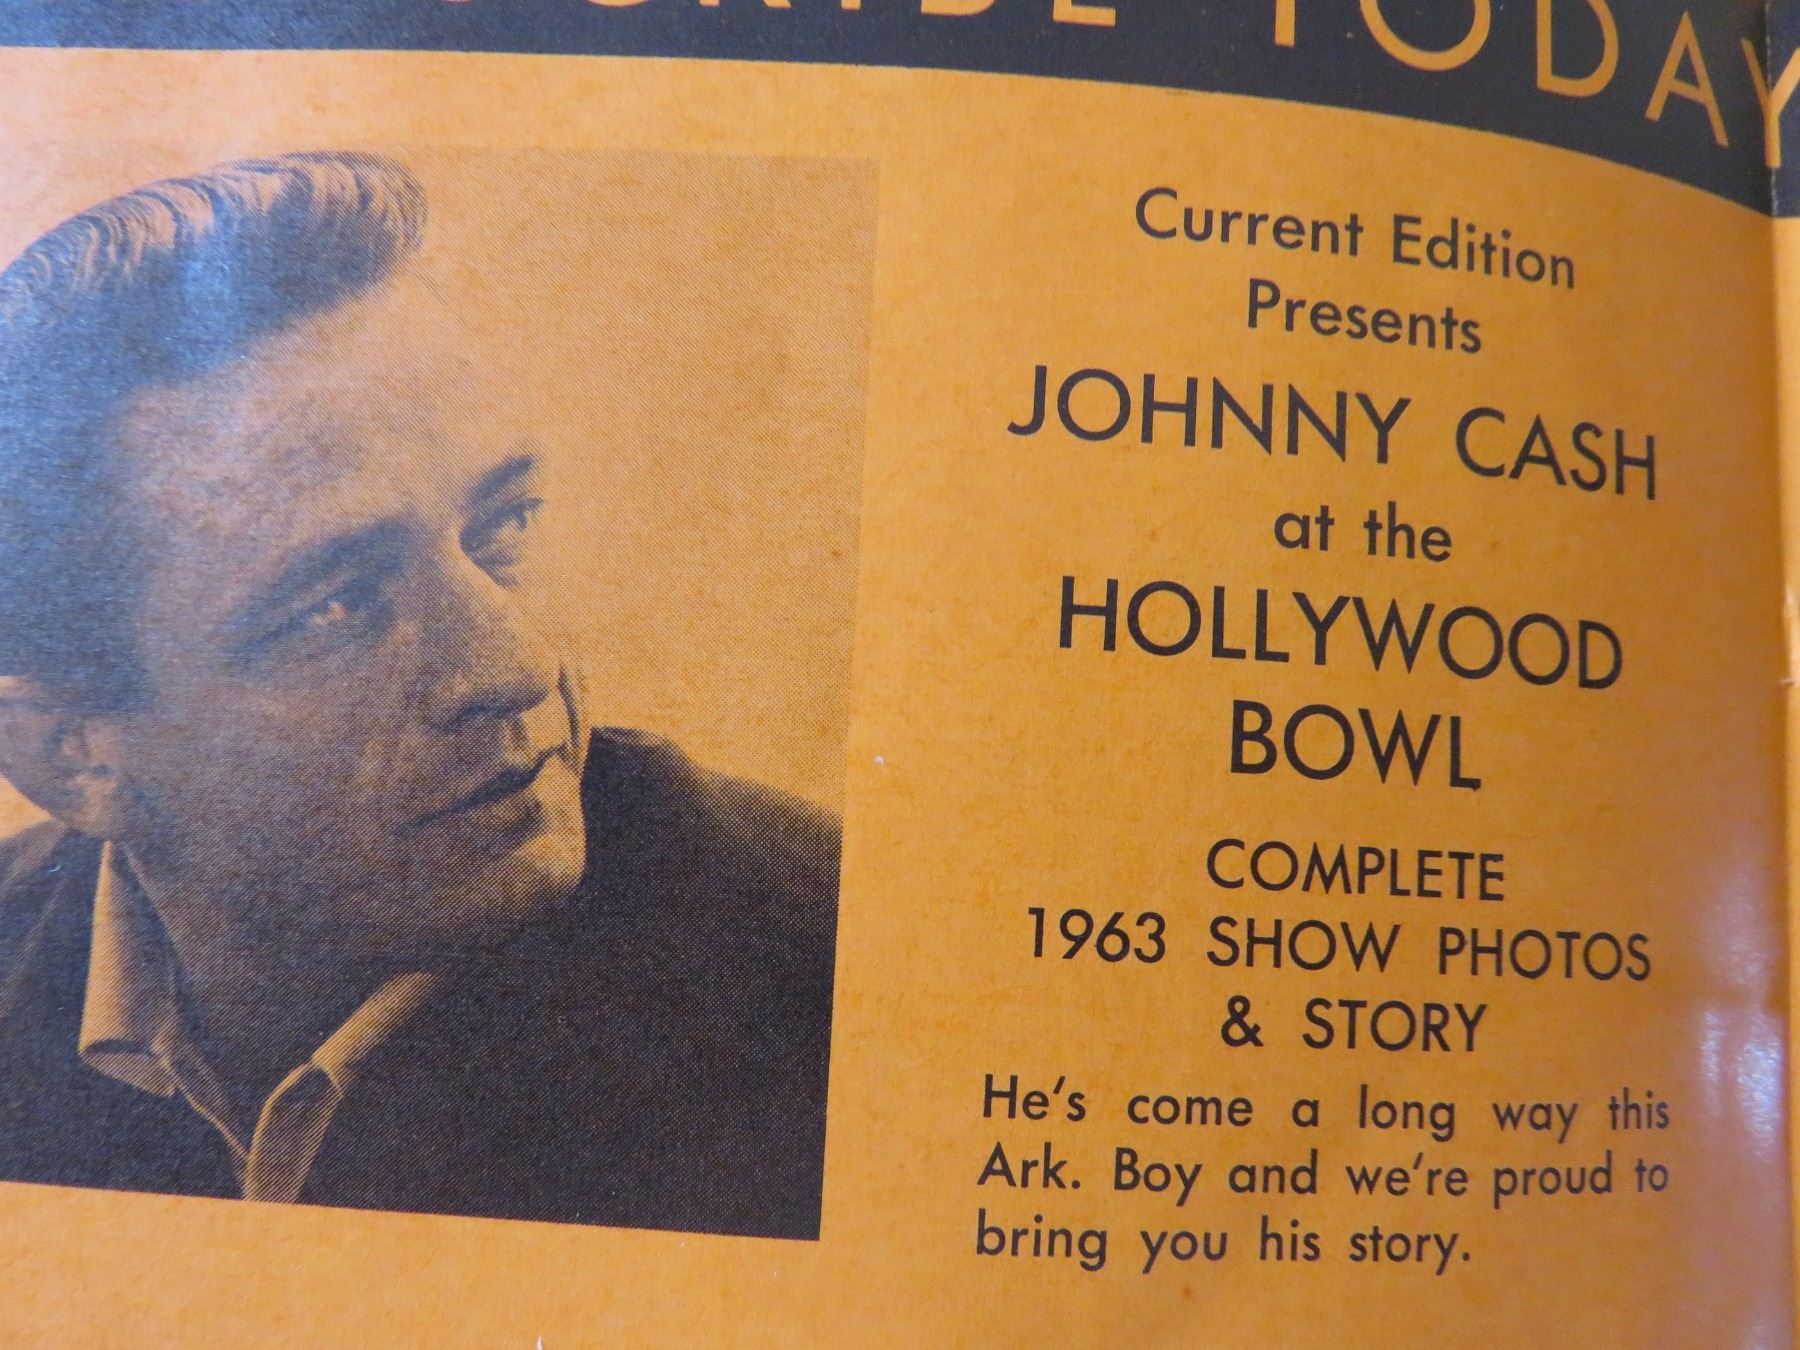 TODAY
Current Edition
Presents
JOHNNY CASH
at the
HOLLYWOOD
BOWL
COMPLETE
1963 SHOW PHOTOS
& STORY
He's come a long way this
Ark. Boy and we're proud to
bring you his story.